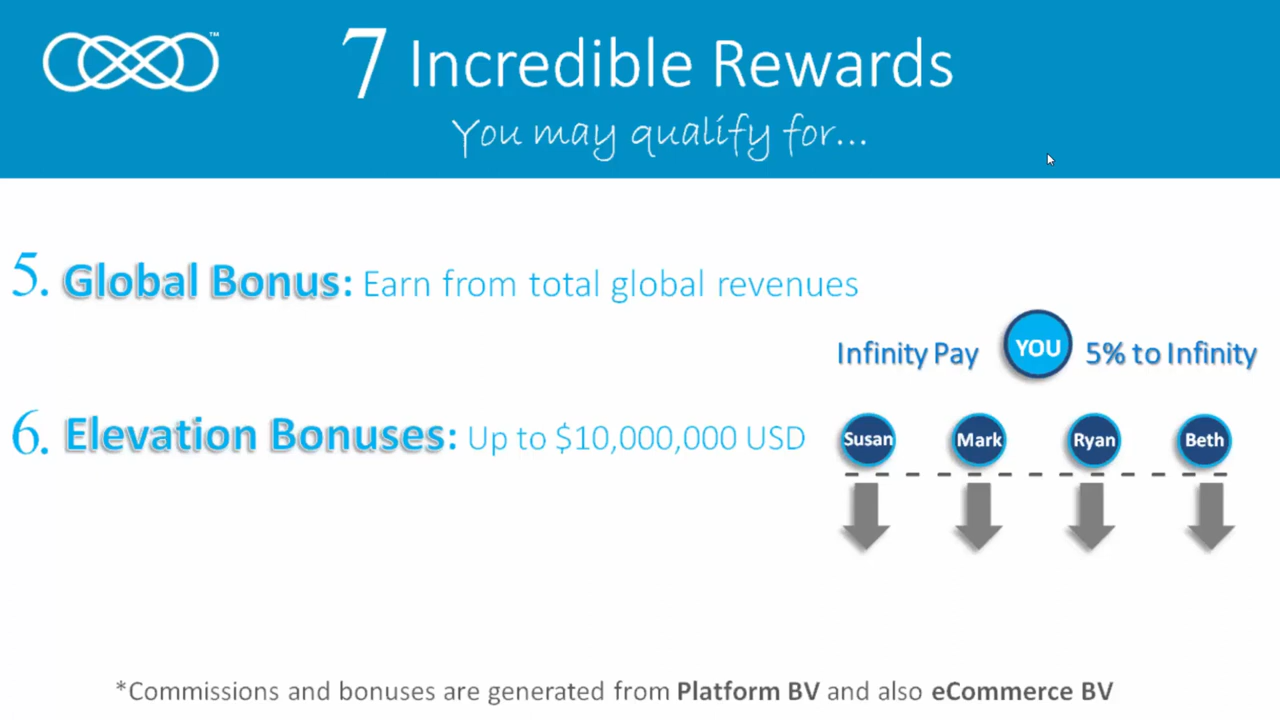 ™
7 Incredible Rewards
You may qualify for...
5. Global Bonus: Earn from total global revenues
Infinity Pay YOU 5% to Infinity
6. Elevation Bonuses: Up to $10,000,000 USD
Susan Mark Ryan Beth
*Commissions and bonuses are generated from Platform BV and also eCommerce BV